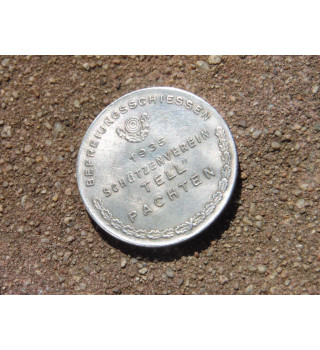 BEFREIUNGSSCHIESSEN
1935
SCHÜTZENVEREIN
"TELL"
PACHTEN